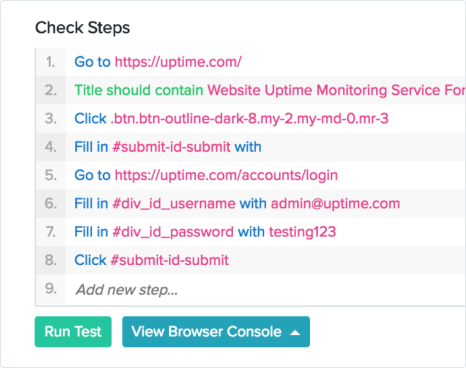 Check Steps
1. Go to https://uptime.com/
2. Title should contain Website Uptime Monitoring Service For
3. Click .btn.btn-outline-dark-8.my-2.my-md-0.mr-3
4. Fill in #submit-id-submit with
5. Go to https://uptime.com/accounts/login
6. Fill in #div_id_username with admin@uptime.com
7. Fill in #div_id_password with testing123
8. Click #submit-id-submit
9. Add new step...
Run Test View Browser Console